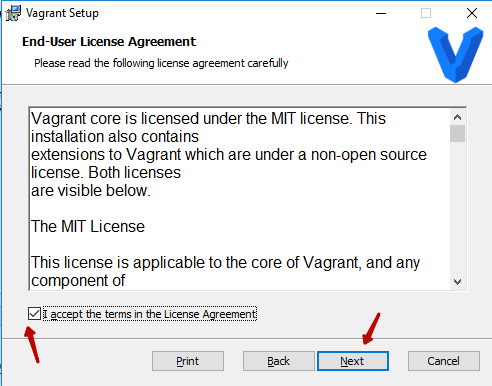 Vagrant Setup
End-User License Agreement
Please read the following license agreement carefully
Vagrant core is licensed under the MIT license. This
installation also contains
extensions to Vagrant which are under a non-open source
license. Both licenses
are visible below.
The MIT License
This license is applicable to the core of Vagrant, and any
component of
I accept the terms in the License Agreement
Print Back Next Cancel